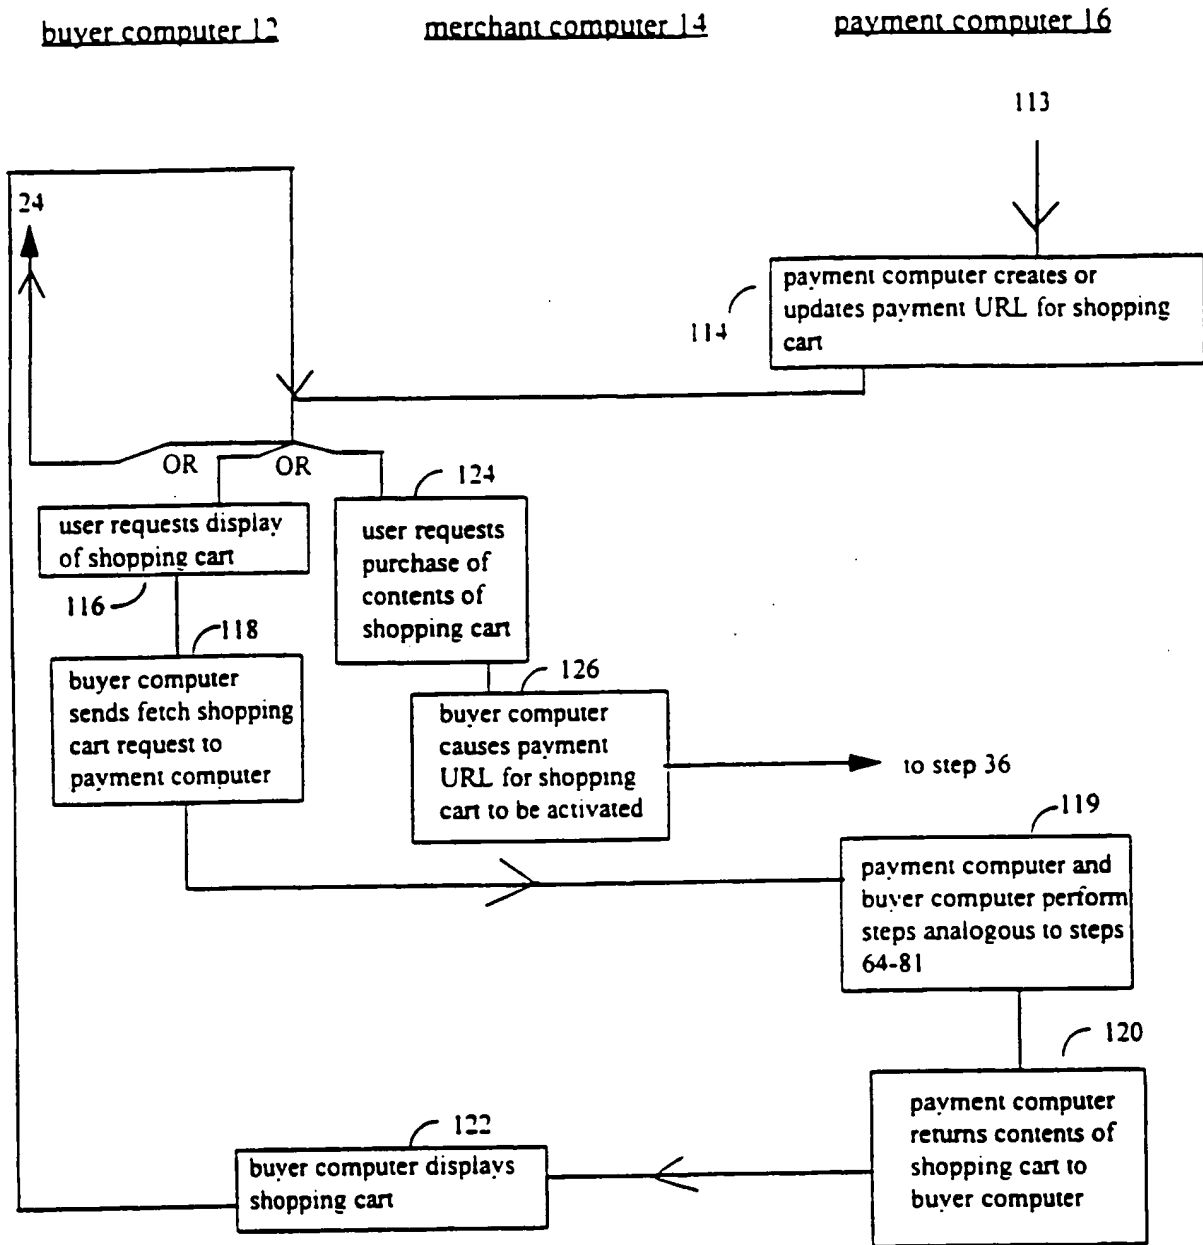 buyer computer 12
merchant computer 14
payment computer 16
113
24
payment computer creates or
updates payment URL for shopping
cart
114
OR
OR
124
user requests display
of shopping cart
116
user requests
purchase of
contents of
shopping cart
118
buyer computer
sends fetch shopping
cart request to
payment computer
126
buyer computer
causes payment
URL for shopping
cart to be activated
to step 36
119
payment computer and
buyer computer perform
steps analogous to steps
64-81
120
payment computer
returns contents of
shopping cart to
buyer computer
122
buyer computer displays
shopping cart